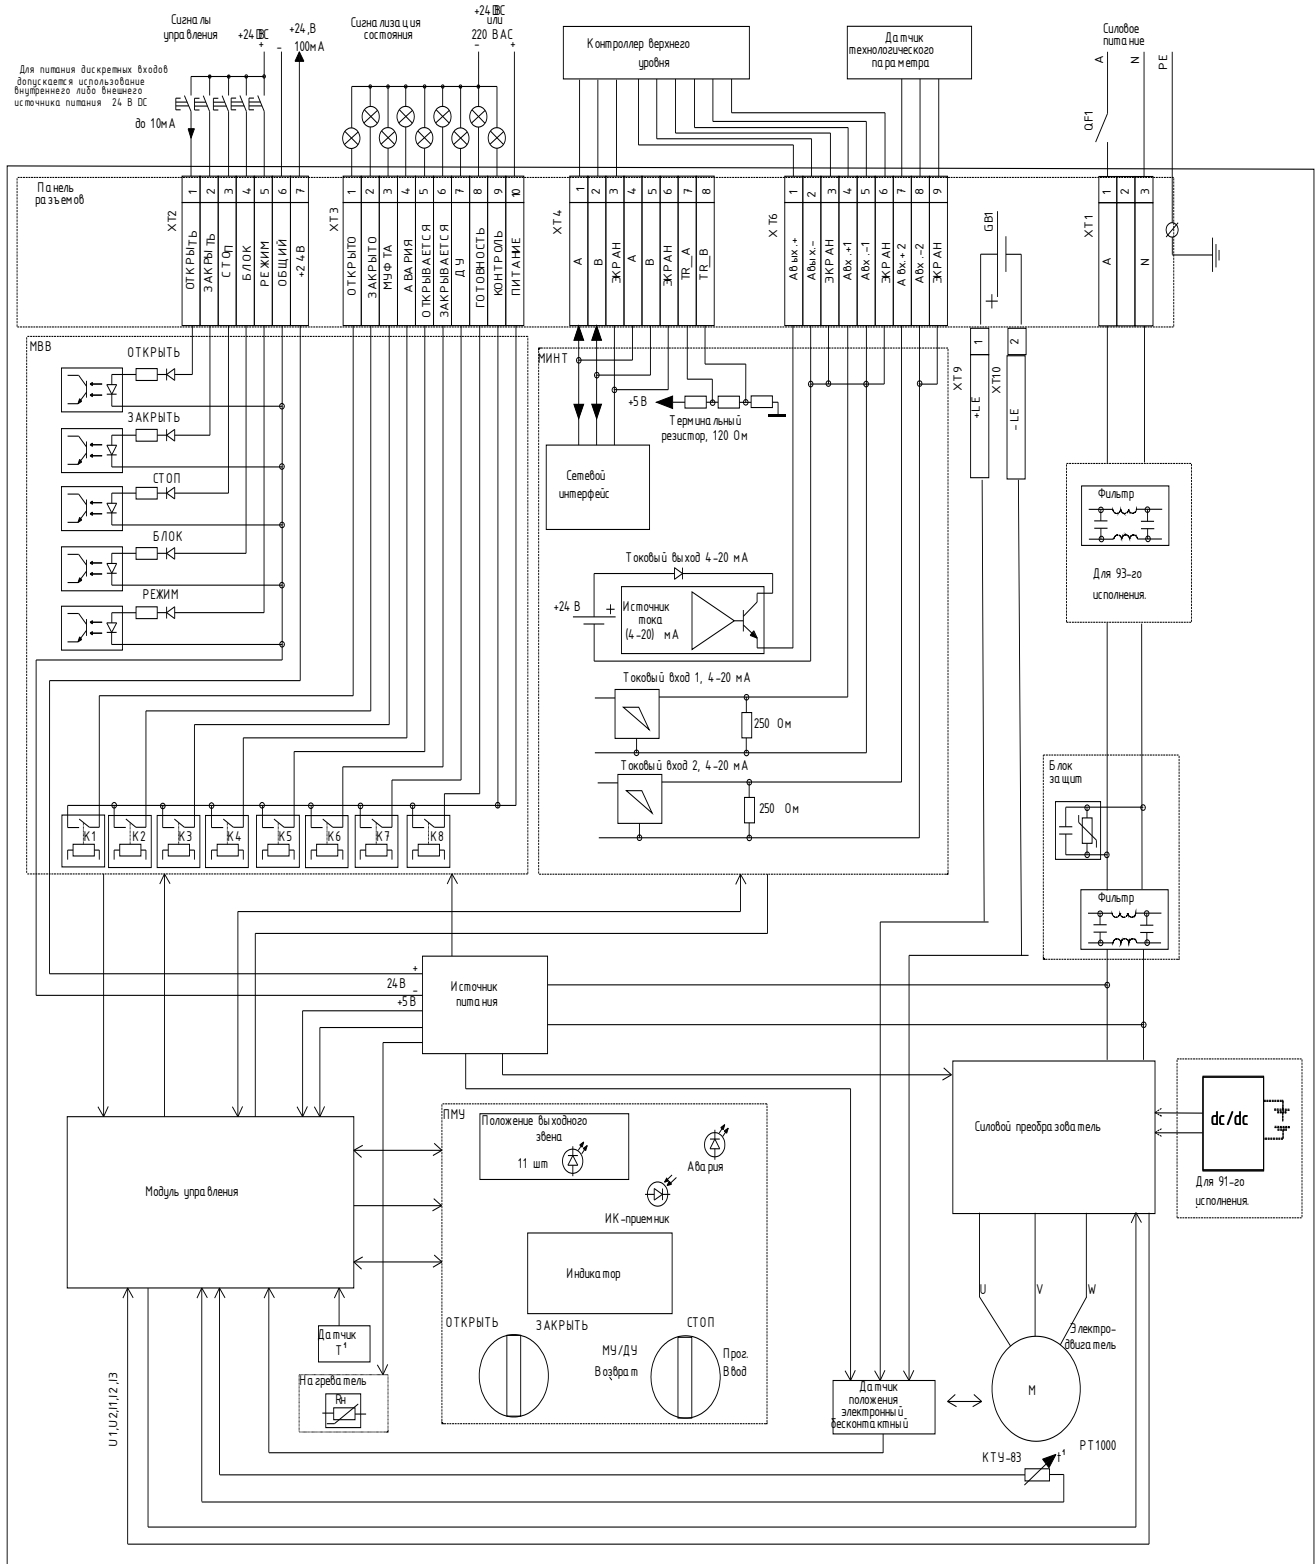 Сигналы
управления
+24 В DC
+
-
+24 В
100мА
Сигнализация
состояния
+24 В DC
или
220 В АС
-
+
Контроллер верхнего
уровня
Датчик
технологического
параметра
Силовое
питание
A
N
PE
QF1
Для питания дискретных входов
допускается использование
внутреннего либо внешнего
источника питания 24 В DC
до 10мА
Панель
разъемов
XT2
1
2
3
4
5
6
7
ОТКРЫТЬ
ЗАКРЫТЬ
СТОП
БЛОК
РЕЖИМ
ОБЩИЙ
+24В
XT3
1
2
3
4
5
6
7
8
9
10
ОТКРЫТО
ЗАКРЫТО
МУФТА
АВАРИЯ
ОТКРЫВАЕТСЯ
ЗАКРЫВАЕТСЯ
ДУ
ГОТОВНОСТЬ
КОНТРОЛЬ
ПИТАНИЕ
XT4
1
2
3
4
5
6
7
8
A
B
ЭКРАН
A
B
ЭКРАН
TR_A
TR_B
XT6
1
2
3
4
5
6
7
8
9
Авых.+
Авых.-
ЭКРАН
Авх.+1
Авх.-1
ЭКРАН
Авх.+2
Авх.-2
ЭКРАН
GB1
+
XT1
1
2
3
A
N
XT9
1
+LE
XT10
2
-LE
МВВ
ОТКРЫТЬ
ЗАКРЫТЬ
СТОП
БЛОК
РЕЖИМ
МИНТ
+5 В
Терминальный
резистор, 120 Ом
Сетевой
интерфейс
Токовый выход 4-20 мА
+24 В
+
Источник
тока
(4-20) мА
Токовый вход 1, 4-20 мА
250 Ом
Токовый вход 2, 4-20 мА
250 Ом
Фильтр
Для 93-го
исполнения.
Блок
защит
Фильтр
K1
K2
K3
K4
K5
K6
K7
K8
+
24В
-
+5 В
Источник
питания
Силовой преобразователь
dc/dc
Для 91-го
исполнения.
Модуль управления
ПМУ
Положение выходного
звена
11 шт
Авария
ИК-приемник
Индикатор
ОТКРЫТЬ
ЗАКРЫТЬ
СТОП
МУ/ДУ
Возврат
Прог.
Ввод
Датчик
T°
Нагреватель
Rн
U1,U2,I1,I2,I3
Датчик
положения
электронный
бесконтактный
U
V
W
Электро-
двигатель
М
КТУ-83
t°
PT1000